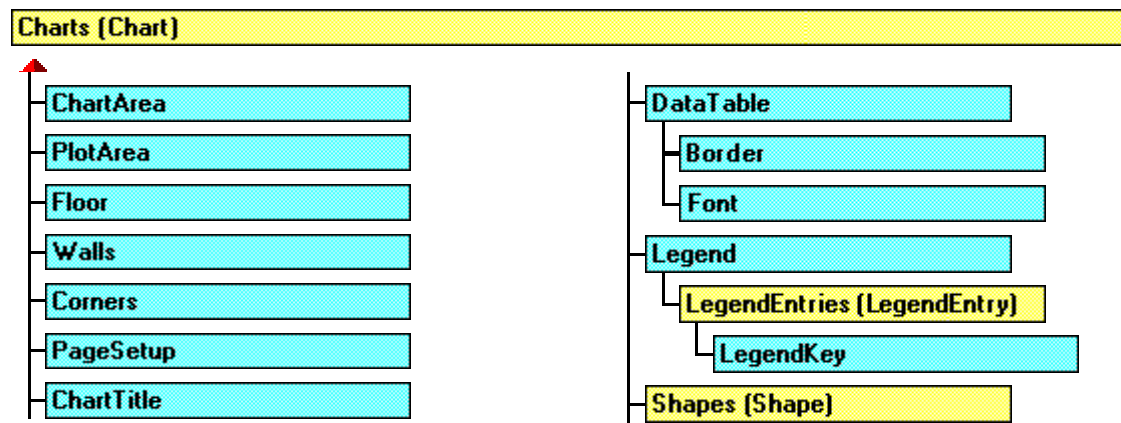 Charts (Chart)
ChartArea
PlotArea
Floor
Walls
Corners
PageSetup
ChartTitle
DataTable
Border
Font
Legend
LegendEntries (LegendEntry)
LegendKey
Shapes (Shape)